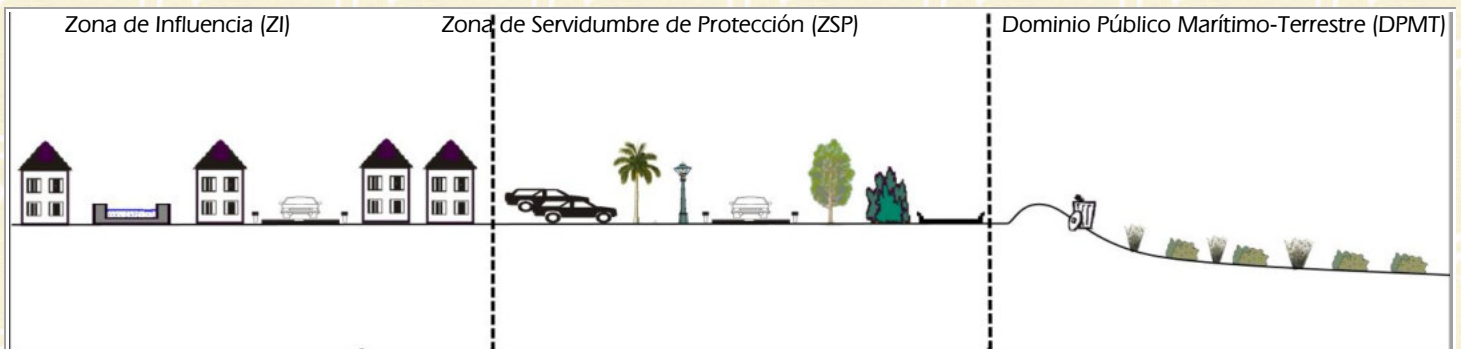 Zona de Influencia (ZI)
Zona de Servidumbre de Protección (ZSP)
Dominio Público Marítimo-Terrestre (DPMT)